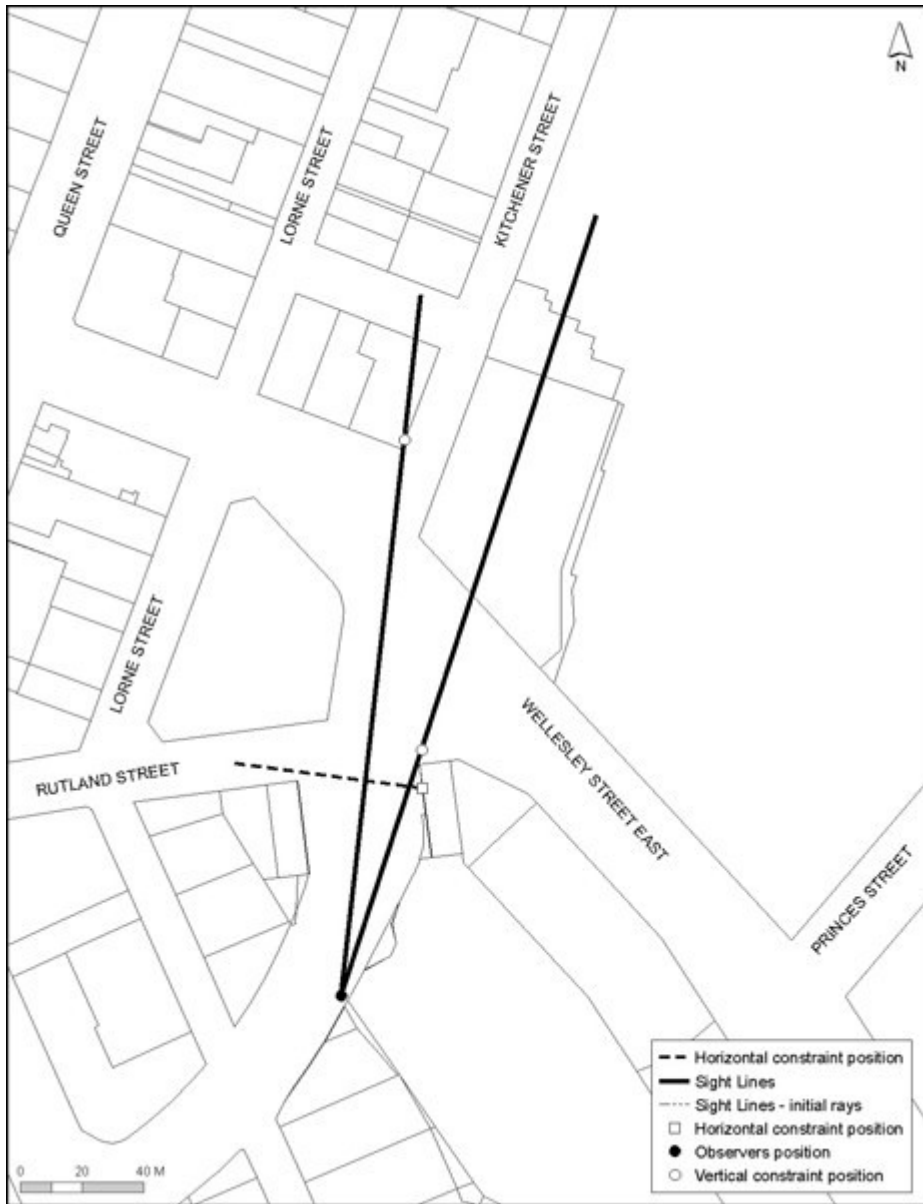 N
QUEEN STREET
LORNE STREET
KITCHENER STREET
LORNE STREET
RUTLAND STREET
WELLESLEY STREET EAST
PRINCES STREET
Horizontal constraint position
Sight Lines
Sight Lines - initial rays
Horizontal constraint position
Observers position
Vertical constraint position
0 20 40 M